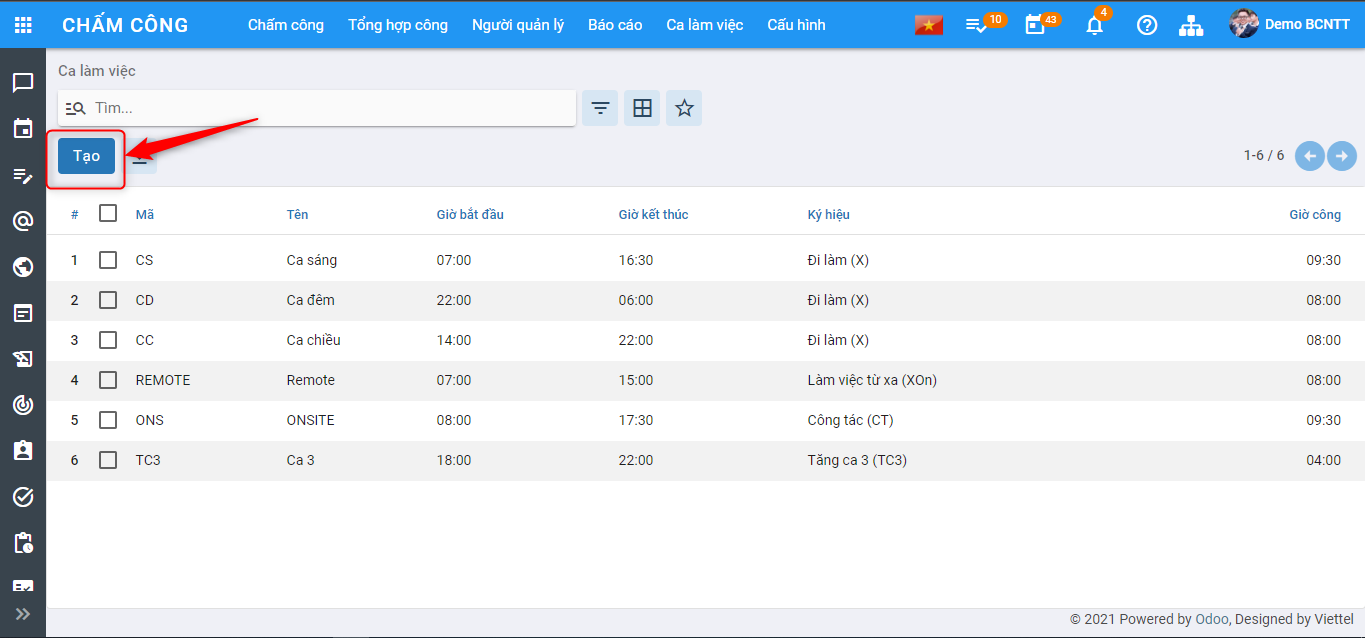 CHẤM CÔNG Chấm công Tổng hợp công Người quản lý Báo cáo Ca làm việc Cấu hình 10 43 4 Demo BCNTT
Ca làm việc
Tìm...
Tạo 1-6 / 6
# Mã Tên Giờ bắt đầu Giờ kết thúc Ký hiệu Giờ công
1 CS Ca sáng 07:00 16:30 Đi làm (X) 09:30
2 CD Ca đêm 22:00 06:00 Đi làm (X) 08:00
3 CC Ca chiều 14:00 22:00 Đi làm (X) 08:00
4 REMOTE Remote 07:00 15:00 Làm việc từ xa (XOn) 08:00
5 ONS ONSITE 08:00 17:30 Công tác (CT) 09:30
6 TC3 Ca 3 18:00 22:00 Tăng ca 3 (TC3) 04:00
© 2021 Powered by Odoo, Designed by Viettel